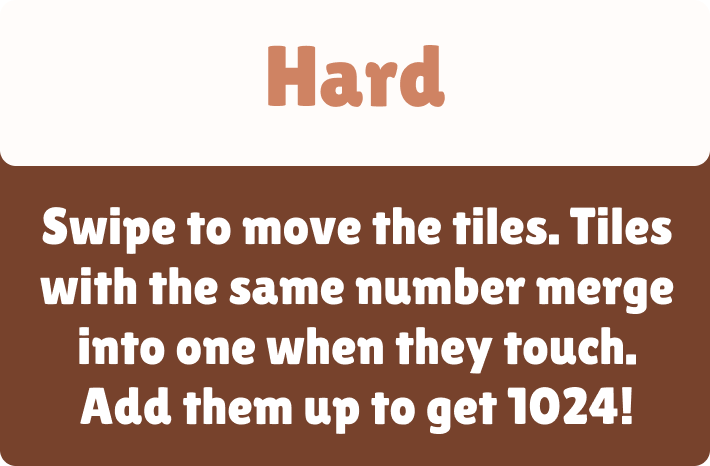 Hard
Swipe to move the tiles. Tiles
with the same number merge
into one when they touch.
Add them up to get 1024!